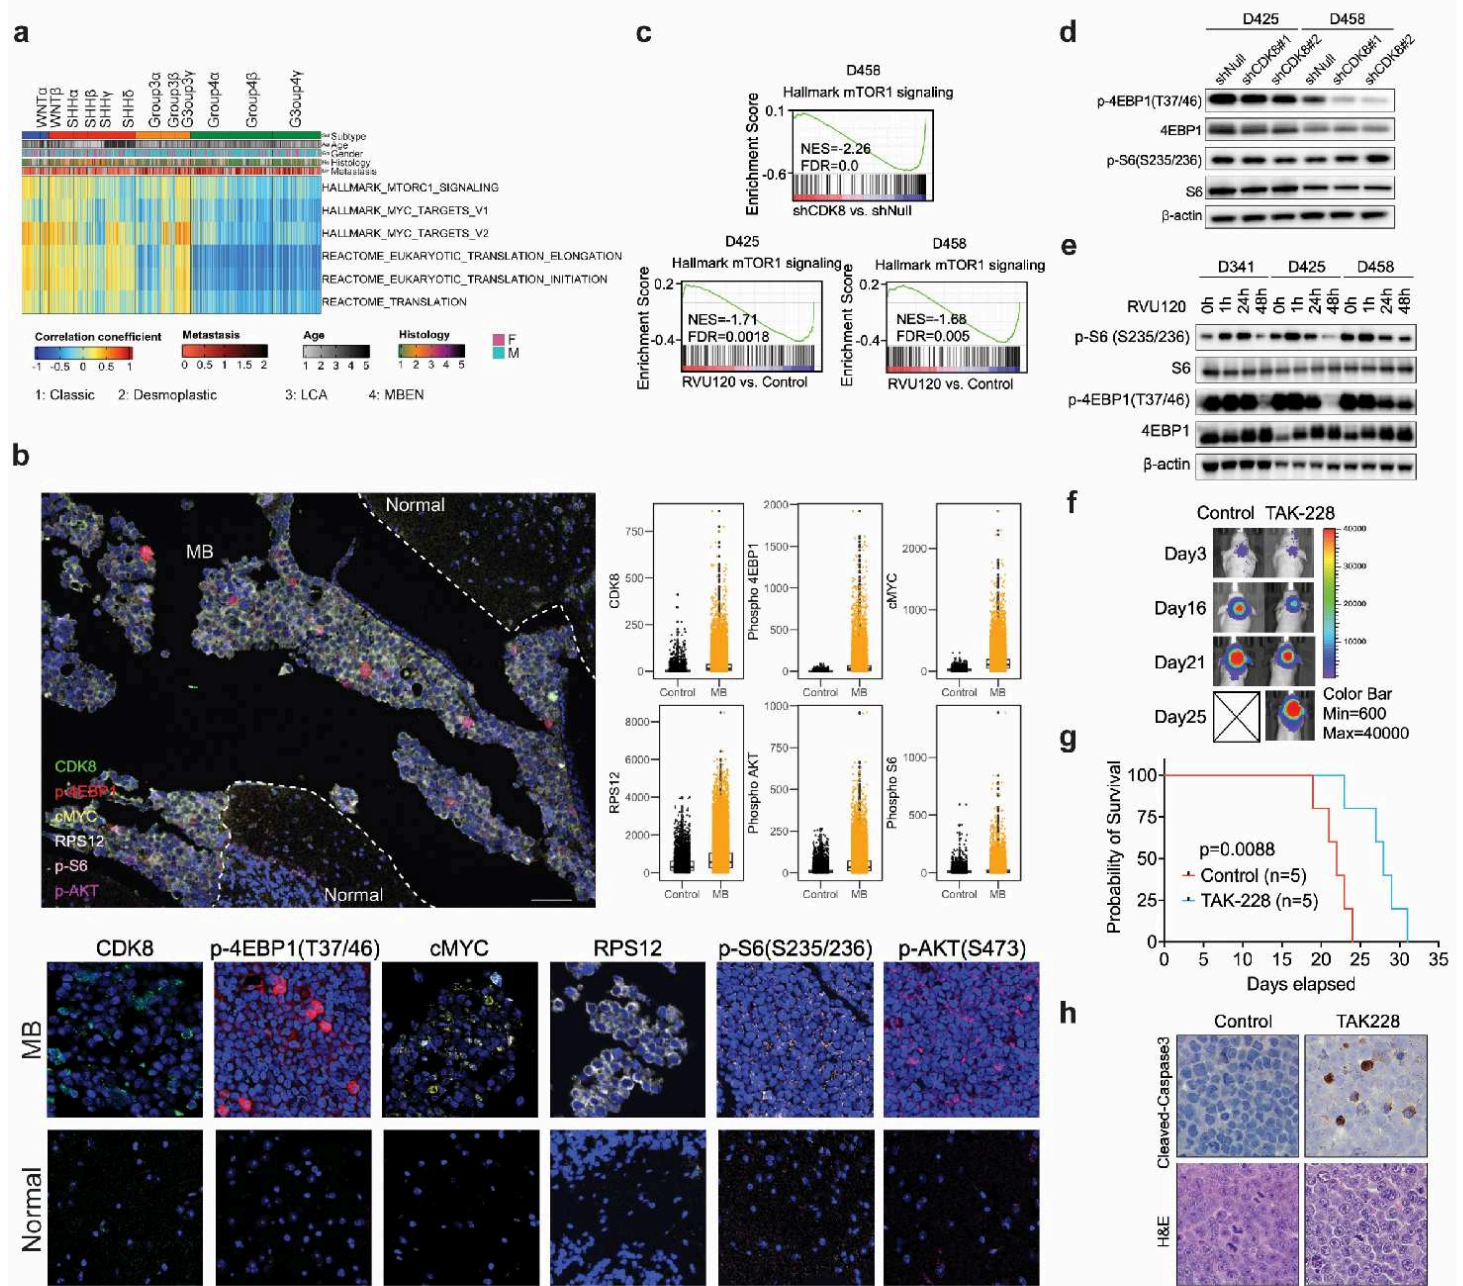 a
WNTα
WNTβ
SHHα
SHHβ
SHHγ
SHHδ
Group3α
Group3β
G3oup3γ
Group4α
Group4β
G3oup4γ
Subtype
Age
Gender
Histology
Metastasis
HALLMARK_MTORC1_SIGNALING
HALLMARK_MYC_TARGETS_V1
HALLMARK_MYC_TARGETS_V2
REACTOME_EUKARYOTIC_TRANSLATION_ELONGATION
REACTOME_EUKARYOTIC_TRANSLATION_INITIATION
REACTOME_TRANSLATION
Correlation conefficient
-1 -0.5 0 0.5 1
Metastasis
0 0.5 1 1.5 2
Age
1 2 3 4 5
Histology
1 2 3 4 5
F
M
1: Classic 2: Desmoplastic 3: LCA 4: MBEN
b
Normal
MB
CDK8
p-4EBP1
cMYC
RPS12
p-S6
p-AKT
Normal
CDK8
750
500
250
0
Control MB
Phospho 4EBP1
2000
1500
1000
500
0
Control MB
cMYC
2000
1000
0
Control MB
RPS12
8000
6000
4000
2000
0
Control MB
Phospho AKT
1000
750
500
250
0
Control MB
Phospho S6
1000
500
0
Control MB
CDK8 p-4EBP1(T37/46) cMYC RPS12 p-S6(S235/236) p-AKT(S473)
MB
Normal
c
D458
Hallmark mTOR1 signaling
Enrichment Score
0.1
-0.6
NES=-2.26
FDR=0.0
shCDK8 vs. shNull
D425
Hallmark mTOR1 signaling
Enrichment Score
0.2
-0.4
NES=-1.71
FDR=0.0018
RVU120 vs. Control
D458
Hallmark mTOR1 signaling
Enrichment Score
0.2
-0.4
NES=-1.68
FDR=0.005
RVU120 vs. Control
d
D425 D458
shNull shCDK8#1 shCDK8#2 shNull shCDK8#1 shCDK8#2
p-4EBP1(T37/46)
4EBP1
p-S6(S235/236)
S6
β-actin
e
D341 D425 D458
RVU120 0h 1h 24h 48h 0h 1h 24h 48h 0h 1h 24h 48h
p-S6 (S235/236)
S6
p-4EBP1(T37/46)
4EBP1
β-actin
f
Control TAK-228
Day3
Day16
Day21
Day25
40000
30000
20000
10000
Color Bar
Min=600
Max=40000
g
Probability of Survival
100
75
50
25
0
p=0.0088
Control (n=5)
TAK-228 (n=5)
0 5 10 15 20 25 30 35
Days elapsed
h
Control TAK228
Cleaved-Caspase3
H&E